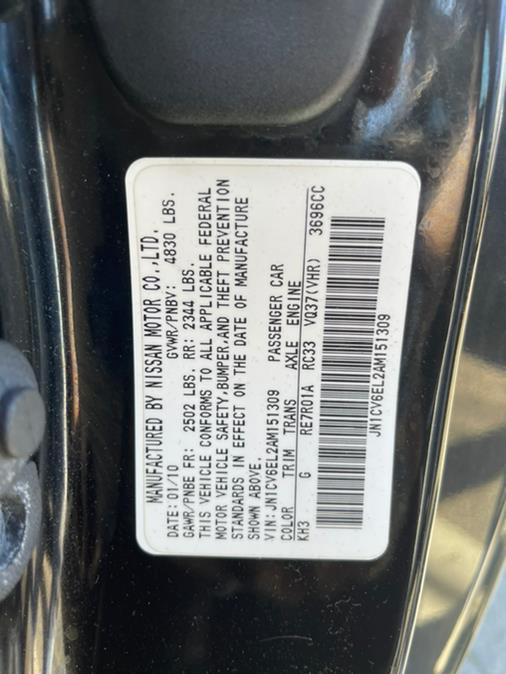 MANUFACTURED BY NISSAN MOTOR CO.,LTD.
DATE: 01/10 GVWR/PNBV: 4830 LBS.
GAWR/PNBE FR: 2502 LBS. RR: 2344 LBS.
THIS VEHICLE CONFORMS TO ALL APPLICABLE FEDERAL
MOTOR VEHICLE SAFETY,BUMPER,AND THEFT PREVENTION
STANDARDS IN EFFECT ON THE DATE OF MANUFACTURE
SHOWN ABOVE.
VIN:JN1CV6EL2AM151309 PASSENGER CAR
COLOR TRIM TRANS AXLE ENGINE
KH3 G RE7R01A RC33 VQ37(VHR) 3696CC
JN1CV6EL2AM151309